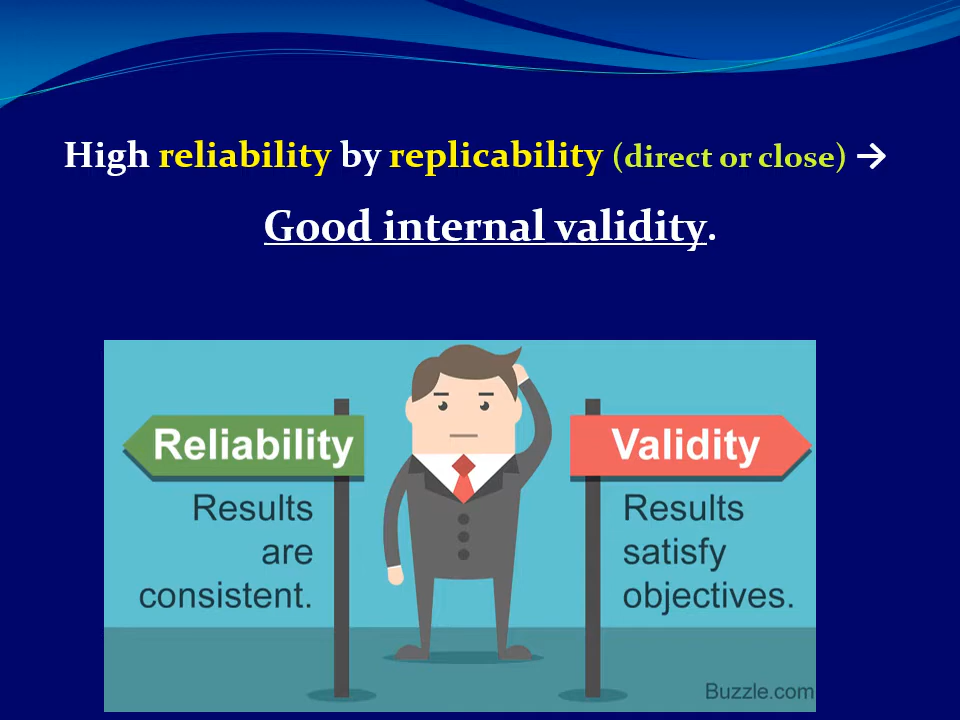 High reliability by replicability (direct or close) →
Good internal validity.
Reliability
Results
are
consistent.
Validity
Results
satisfy
objectives.
Buzzle.com